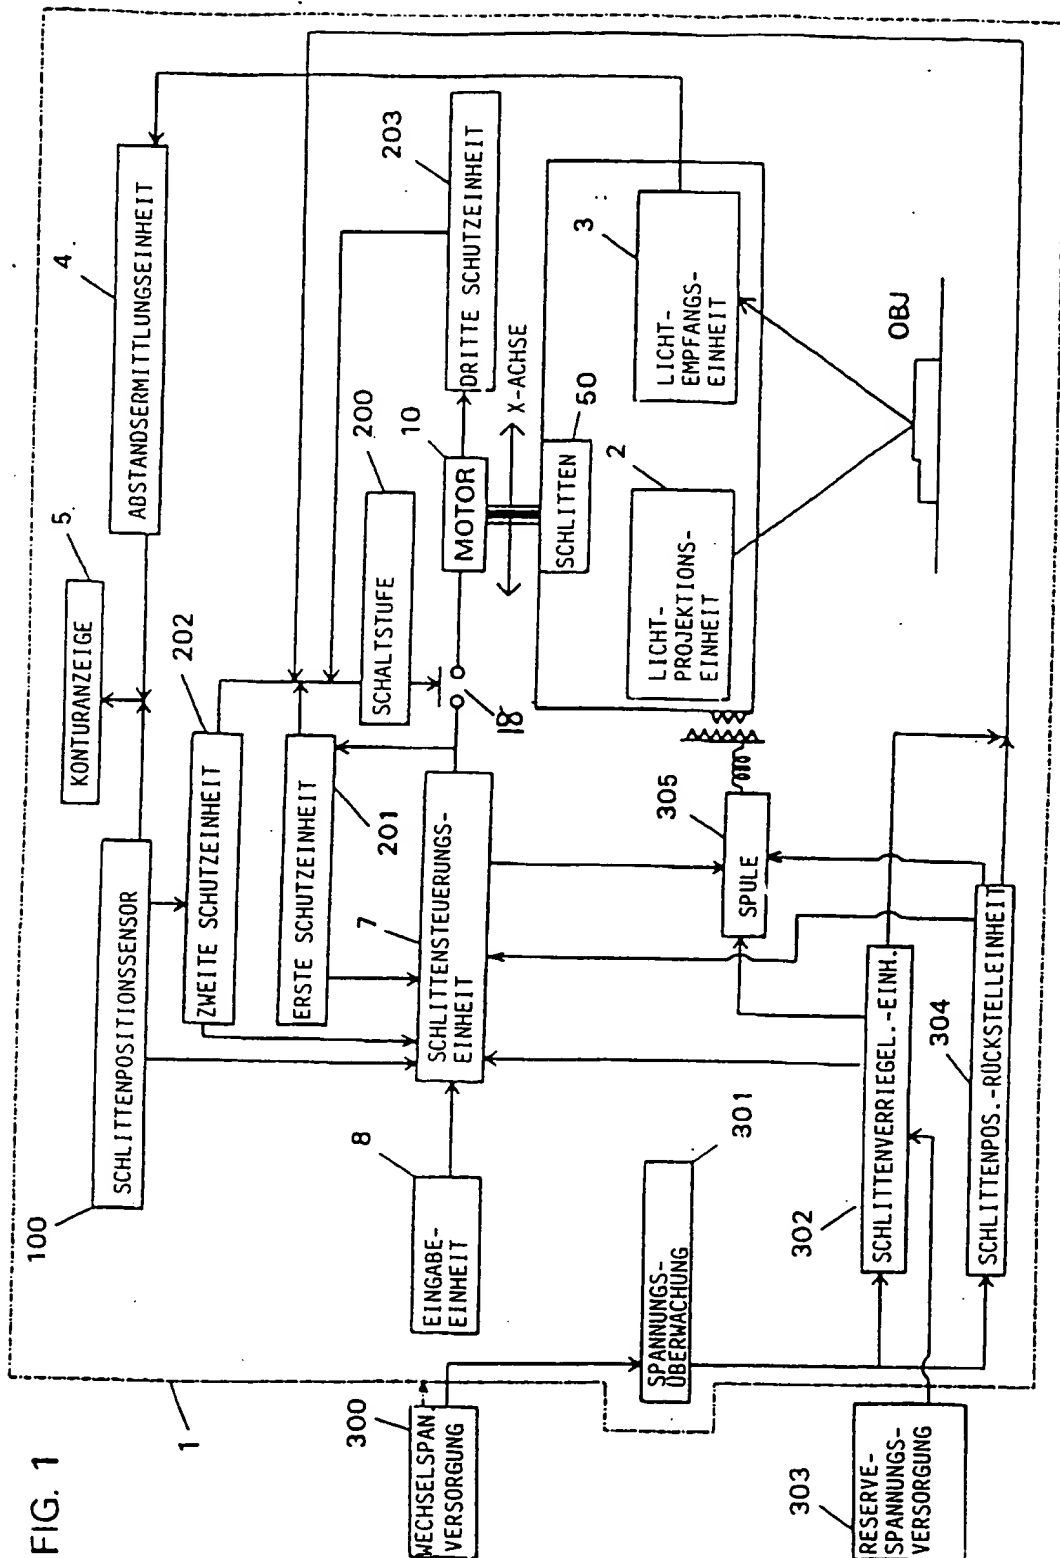 FIG. 1
1
100
SCHLITTENPOSITIONSSENSOR
KONTURANZEIGE
5
ABSTANDSERMITTLUNGSEINHEIT
4
ZWEITE SCHUTZEINHEIT
202
ERSTE SCHUTZEINHEIT
201
SCHALTSTUFE
200
DRITTE SCHUTZEINHEIT
203
WECHSELSPAN
VERSORGUNG
300
EINGABE-
EINHEIT
8
SCHLITTENSTEUERUNGS-
EINHEIT
7
18
MOTOR
10
X-ACHSE
SCHLITTEN
50
LICHT-
PROJEKTIONS-
EINHEIT
2
LICHT-
EMPFANGS-
EINHEIT
3
OBJ
SPANNUNGS-
ÜBERWACHUNG
301
SPULE
305
RESERVE-
SPANNUNGS-
VERSORGUNG
303
SCHLITTENVERRIEGEL.-EINH.
302
SCHLITTENPOS.-RÜCKSTELLEINHEIT
304